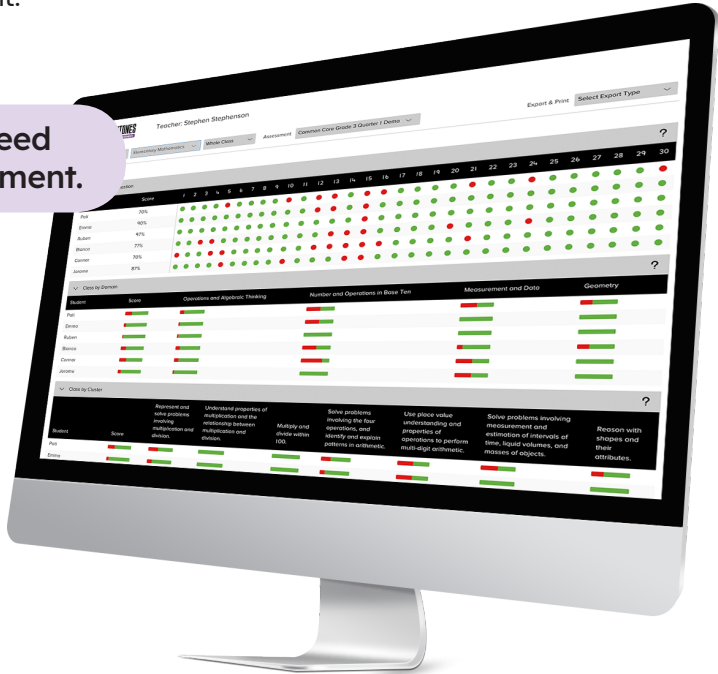 eed
ment.
TONES
Teacher: Stephen Stephenson
Export & Print Select Export Type
Elementary Mathematics Whole Class Assessment Common Core Grade 3 Quarter 1 Demo
?
Score 1 2 3 4 5 6 7 8 9 10 11 12 13 14 15 16 17 18 19 20 21 22 23 24 25 26 27 28 29 30
Pati 70%
Emma 90%
Ruben 97%
Bianca 77%
Connor 70%
Jerome 87%
Class by Domain ?
Student Score Operations and Algebraic Thinking Number and Operations in Base Ten Measurement and Data Geometry
Pati
Emma
Ruben
Bianca
Connor
Jerome
Class by Cluster ?
Student Score
Represent and
solve problems
involving
multiplication and
division.
Understand properties of
multiplication and the
relationship between
multiplication and
division.
Multiply and
divide within
100.
Solve problems
involving the four
operations, and
identify and explain
patterns in arithmetic.
Use place value
understanding and
properties of
operations to perform
multi-digit arithmetic.
Solve problems involving
measurement and
estimation of intervals of
time, liquid volumes, and
masses of objects.
Reason with
shapes and
their
attributes.
Pati
Emma